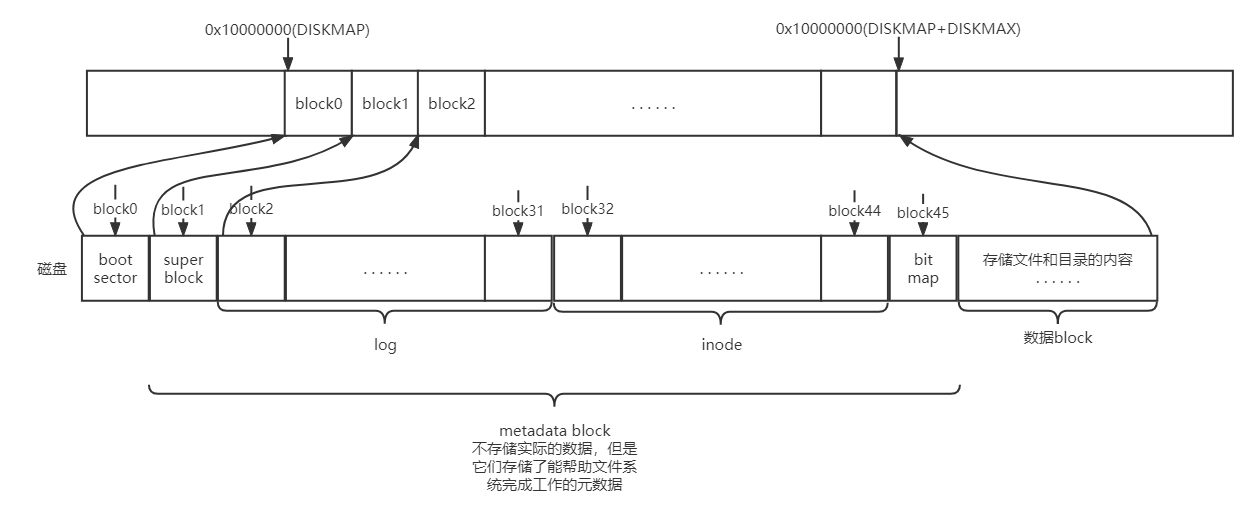 0x10000000(DISKMAP)
0x10000000(DISKMAP+DISKMAX)
block0
block1
block2
......
block0
block1
block2
block31
block32
block44
block45
磁盘
boot
sector
super
block
......
......
bit
map
存储文件和目录的内容
......
log
inode
数据block
metadata block
不存储实际的数据，但是
它们存储了能帮助文件系
统完成工作的元数据